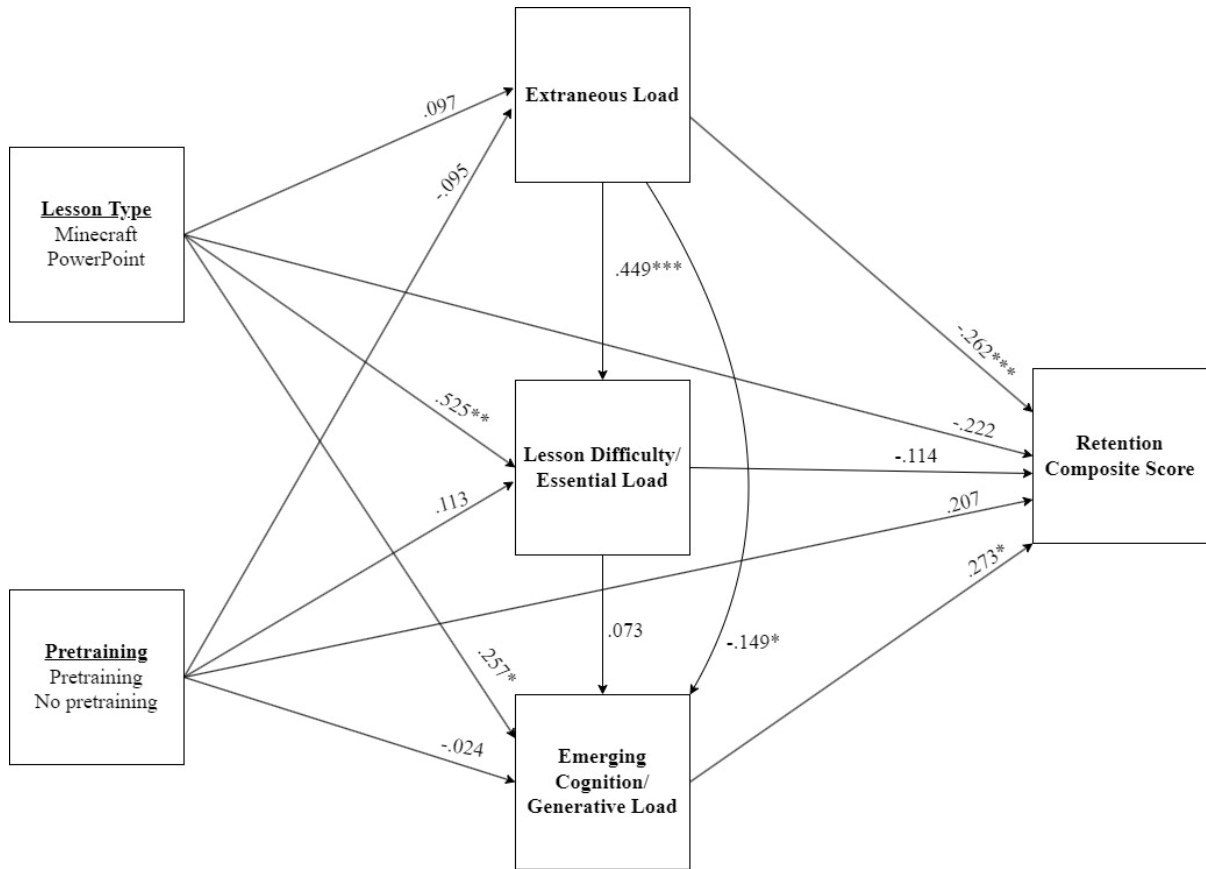 Extraneous Load
.097
-.095
Lesson Type
Minecraft
PowerPoint
.449***
-.262***
.525**
-.222
Lesson Difficulty/
Essential Load
-.114
Retention
Composite Score
.113
.207
.273*
Pretraining
Pretraining
No pretraining
.257*
.073
-.149*
-.024
Emerging
Cognition/
Generative Load